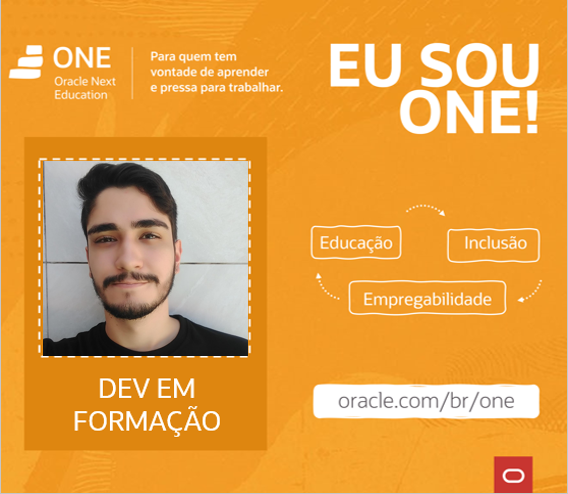 ONE
Oracle Next
Education
Para quem tem
vontade de aprender
e pressa para trabalhar.
EU SOU
ONE!
Educação
Inclusão
Empregabilidade
DEV EM
FORMAÇÃO
oracle.com/br/one